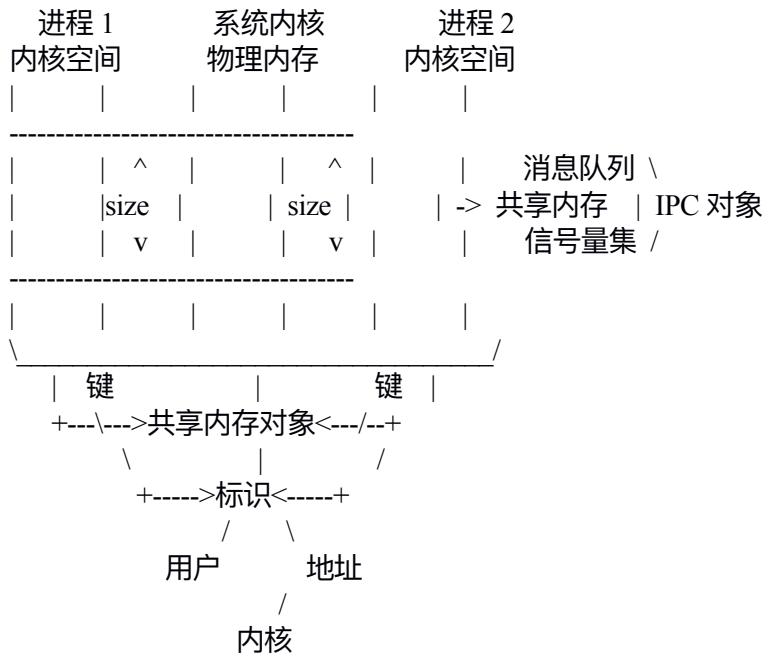 进程 1 系统内核 进程 2
内核空间 物理内存 内核空间
| | | | | |
-------------------------------------
| | ^ | | ^ | | 消息队列 \
| |size | | size | | -> 共享内存 | IPC 对象
| | v | | v | | 信号量集 /
-------------------------------------
| | | | | |
\___________________________________/
| 键 | 键 |
+---\--->共享内存对象<---/--+
\ | /
+----->标识<-----+
/ \
用户 地址
/
内核